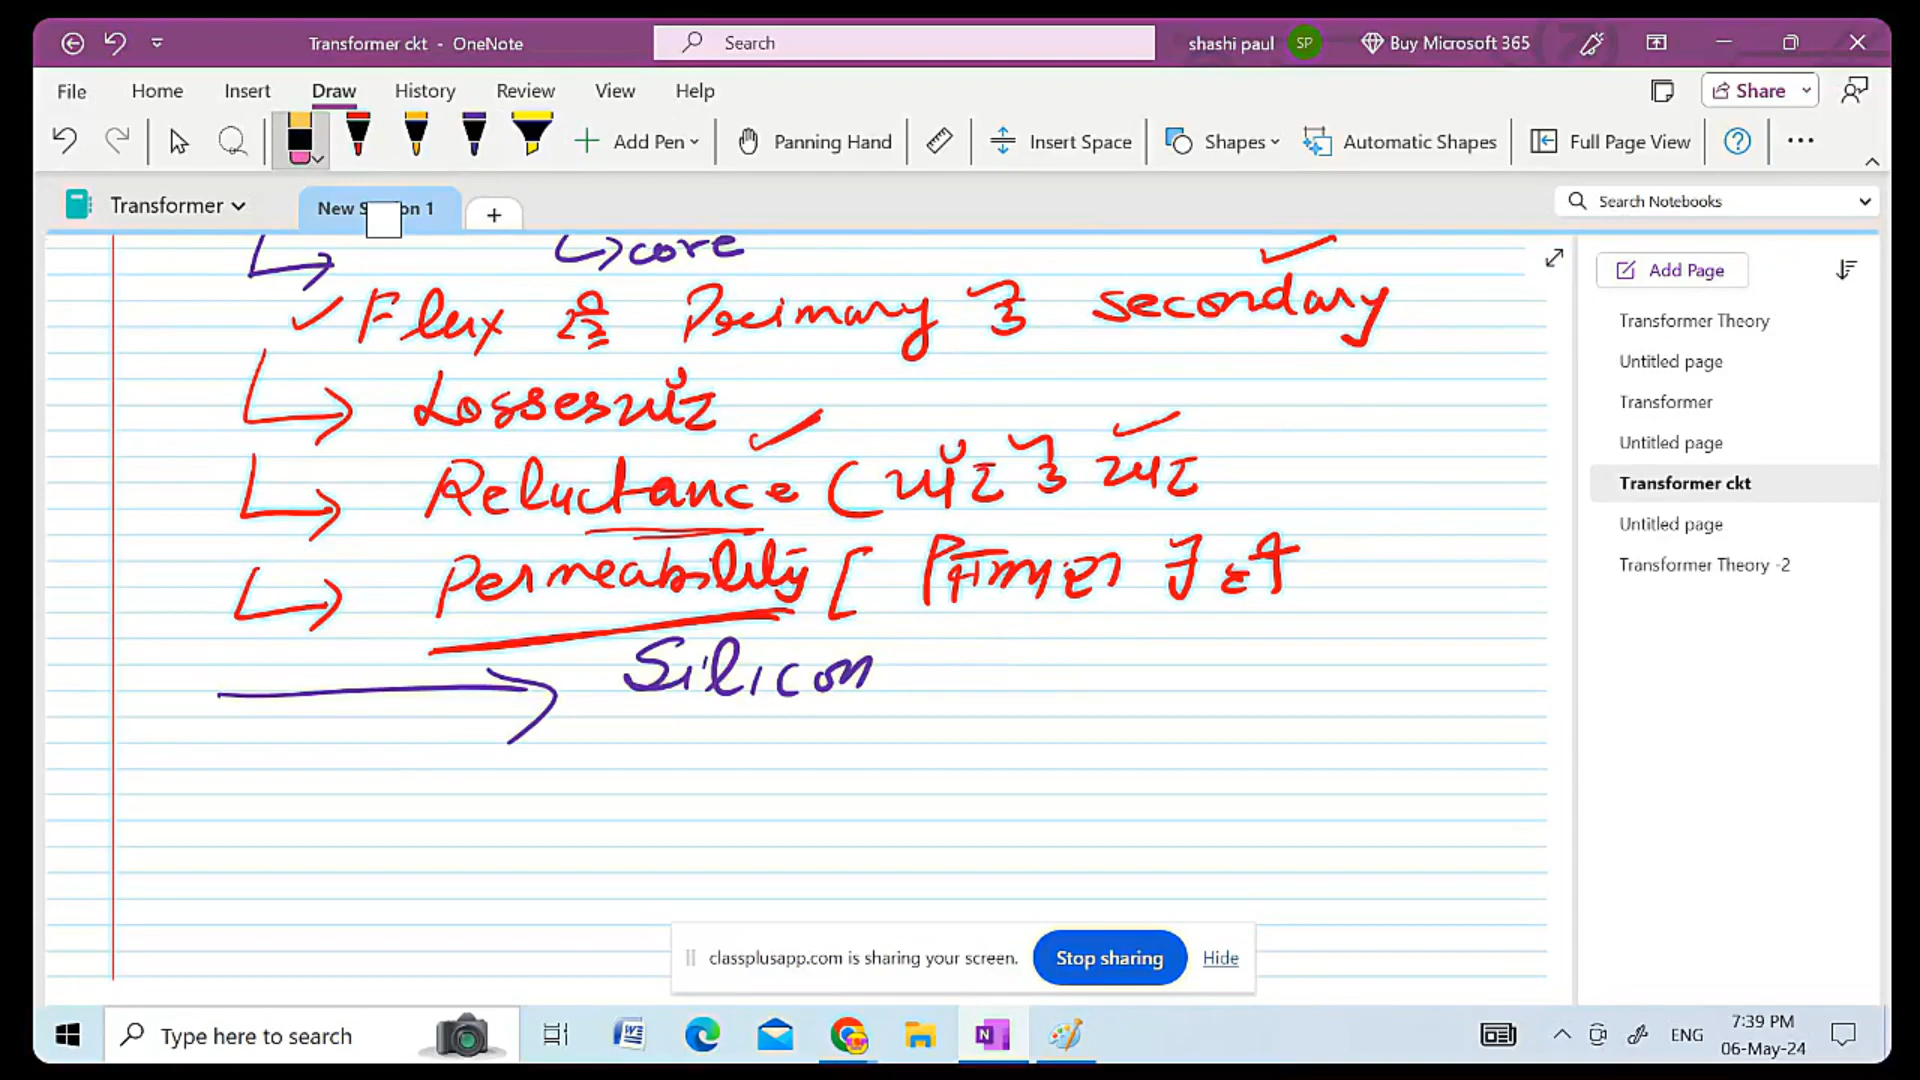 Transformer ckt - OneNote
Search
shashi paul
SP
Buy Microsoft 365
File Home Insert Draw History Review View Help
Share
Add Pen
Panning Hand
Insert Space
Shapes
Automatic Shapes
Full Page View
Transformer
New S on 1
Search Notebooks
core
Flux Primary secondary
Losses
Reluctance (
Permeability [
Silicon
Add Page
Transformer Theory
Untitled page
Transformer
Untitled page
Transformer ckt
Untitled page
Transformer Theory -2
classplusapp.com is sharing your screen. Stop sharing Hide
Type here to search
ENG
7:39 PM
06-May-24